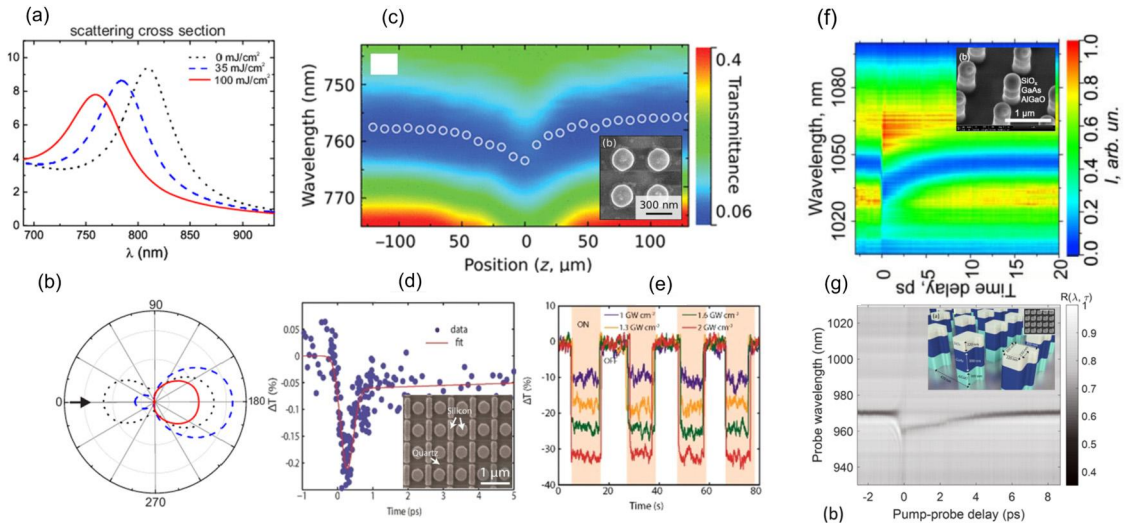 (a)
scattering cross section
0 mJ/cm²
35 mJ/cm²
100 mJ/cm²
10
8
6
4
2
0
700 750 800 850 900
λ (nm)
(b)
90
0
180
270
(c)
Wavelength (nm)
750
760
770
−100 −50 0 50 100
Position (z, μm)
0.4
Transmittance
0.06
(b)
300 nm
(d)
ΔT (%)
0.05
0
-0.05
-0.1
-0.15
-0.2
data
fit
Silicon
Quartz
1 μm
-1 0 1 2 3 4 5
Time (ps)
(e)
ΔT (%)
10
0
-10
-20
-30
-40
1 GW cm⁻²
1.6 GW cm⁻²
1.3 GW cm⁻²
2 GW cm⁻²
ON
OFF
0 20 40 60 80
Time (s)
(f)
Wavelength, nm
1080
1050
1020
(b)
SiOₓ
GaAs
AlGaO
1 μm
0 5 10 15 20
Time delay, ps
1.0
0.8
0.6
0.4
0.2
0.0
I, arb. un.
(g)
R(λ, τ)
Probe wavelength (nm)
1020
1000
980
960
940
(a)
1
0.9
0.8
0.7
0.6
0.5
0.4
-2 0 2 4 6 8
Pump-probe delay (ps)
(b)